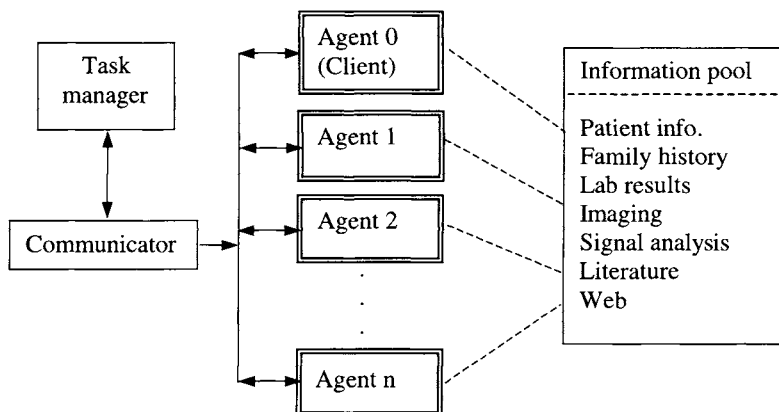 Task
manager
Communicator
Agent 0
(Client)
Agent 1
Agent 2
Agent n
Information pool
Patient info.
Family history
Lab results
Imaging
Signal analysis
Literature
Web